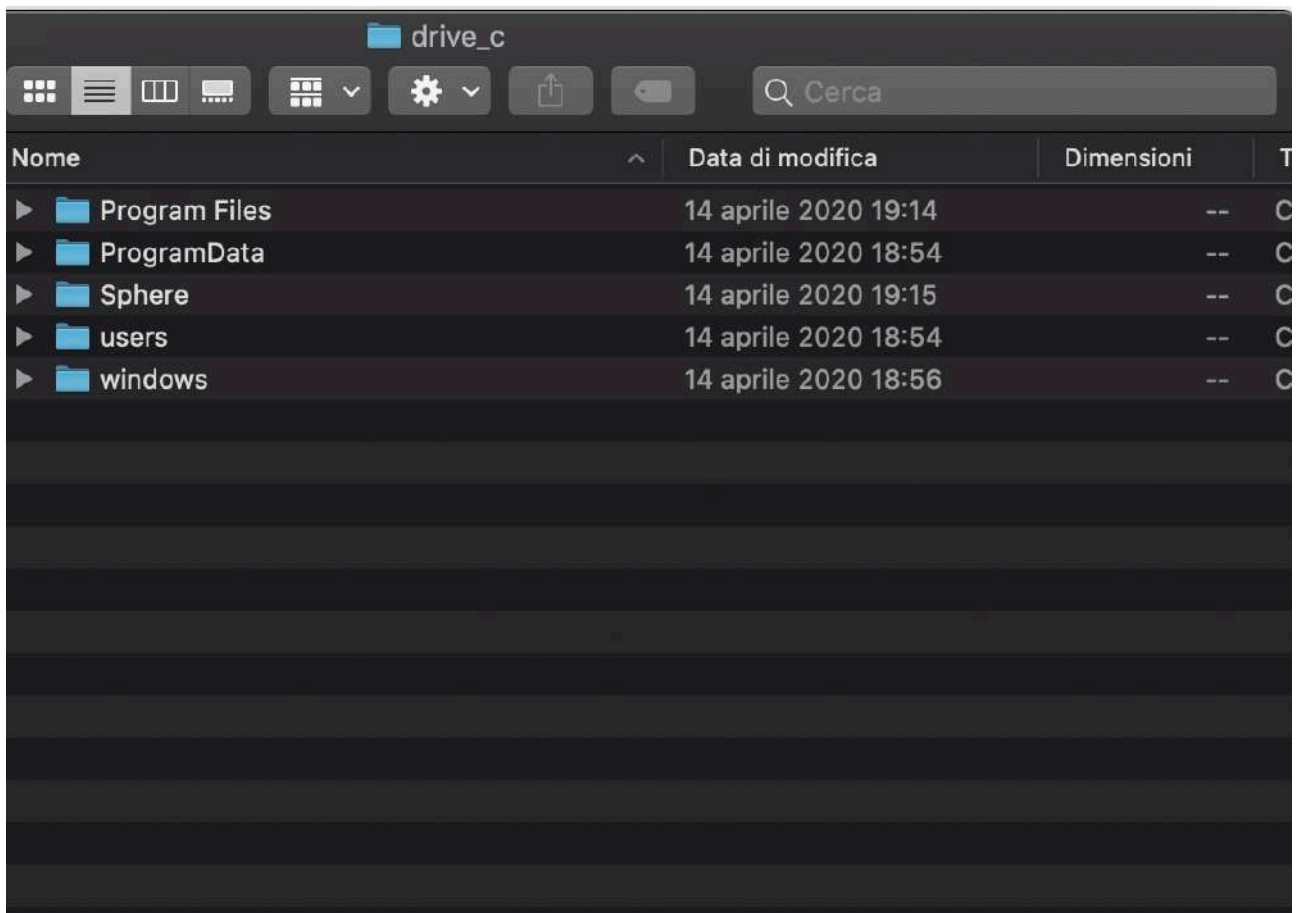 drive_c
Cerca
Nome Data di modifica Dimensioni T
Program Files 14 aprile 2020 19:14 -- C
ProgramData 14 aprile 2020 18:54 -- C
Sphere 14 aprile 2020 19:15 -- C
users 14 aprile 2020 18:54 -- C
windows 14 aprile 2020 18:56 -- C